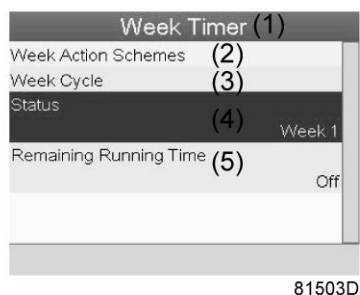 Week Timer (1)
Week Action Schemes (2)
Week Cycle (3)
Status (4)
Week 1
Remaining Running Time (5)
Off
81503D